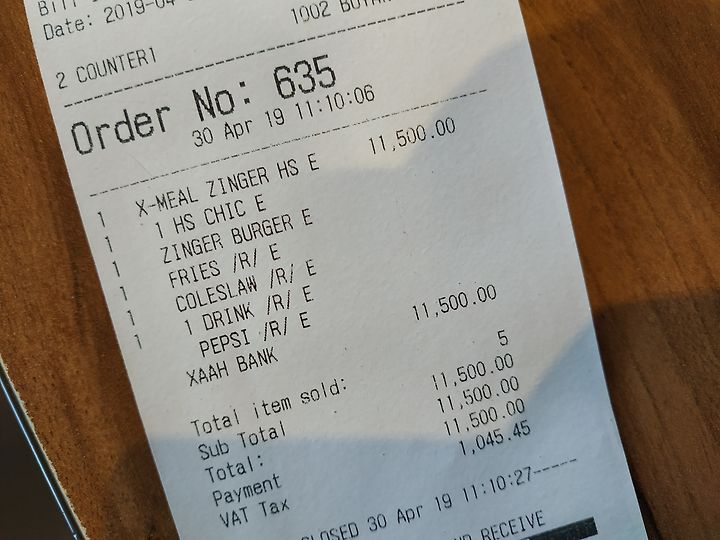 Date: 2019-04
1002
2 COUNTER1
Order No: 635
30 Apr 19 11:10:06
1 X-MEAL ZINGER HS E 11,500.00
1 1 HS CHIC E
1 ZINGER BURGER E
1 FRIES /R/ E
1 COLESLAW /R/ E
1 1 DRINK /R/ E
1 PEPSI /R/ E
XAAH BANK 11,500.00
Total item sold: 5
Sub Total 11,500.00
Total: 11,500.00
Payment 11,500.00
VAT Tax 1,045.45
CLOSED 30 Apr 19 11:10:27-----
RECEIVE